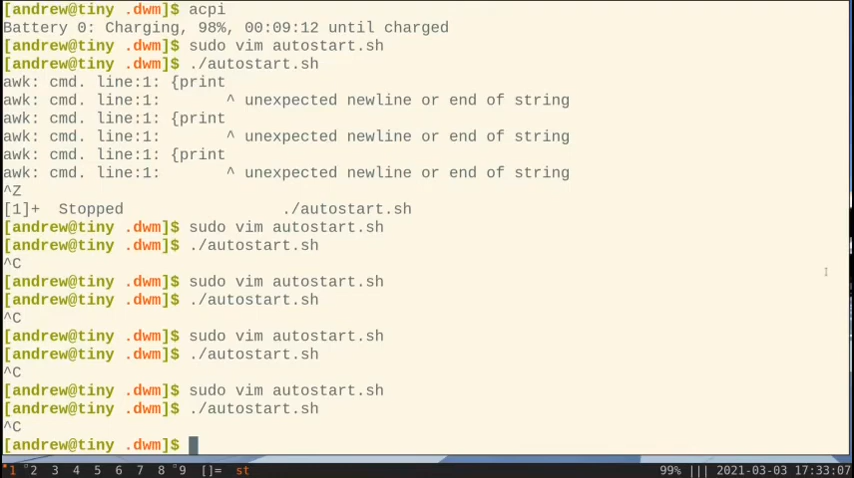 [andrew@tiny .dwm]$ acpi
Battery 0: Charging, 98%, 00:09:12 until charged
[andrew@tiny .dwm]$ sudo vim autostart.sh
[andrew@tiny .dwm]$ ./autostart.sh
awk: cmd. line:1: {print
awk: cmd. line:1:       ^ unexpected newline or end of string
awk: cmd. line:1: {print
awk: cmd. line:1:       ^ unexpected newline or end of string
awk: cmd. line:1: {print
awk: cmd. line:1:       ^ unexpected newline or end of string
^Z
[1]+  Stopped                 ./autostart.sh
[andrew@tiny .dwm]$ sudo vim autostart.sh
[andrew@tiny .dwm]$ ./autostart.sh
^C
[andrew@tiny .dwm]$ sudo vim autostart.sh
[andrew@tiny .dwm]$ ./autostart.sh
^C
[andrew@tiny .dwm]$ sudo vim autostart.sh
[andrew@tiny .dwm]$ ./autostart.sh
^C
[andrew@tiny .dwm]$ sudo vim autostart.sh
[andrew@tiny .dwm]$ ./autostart.sh
^C
[andrew@tiny .dwm]$
1 2 3 4 5 6 7 8 9 []= st 99% ||| 2021-03-03 17:33:07